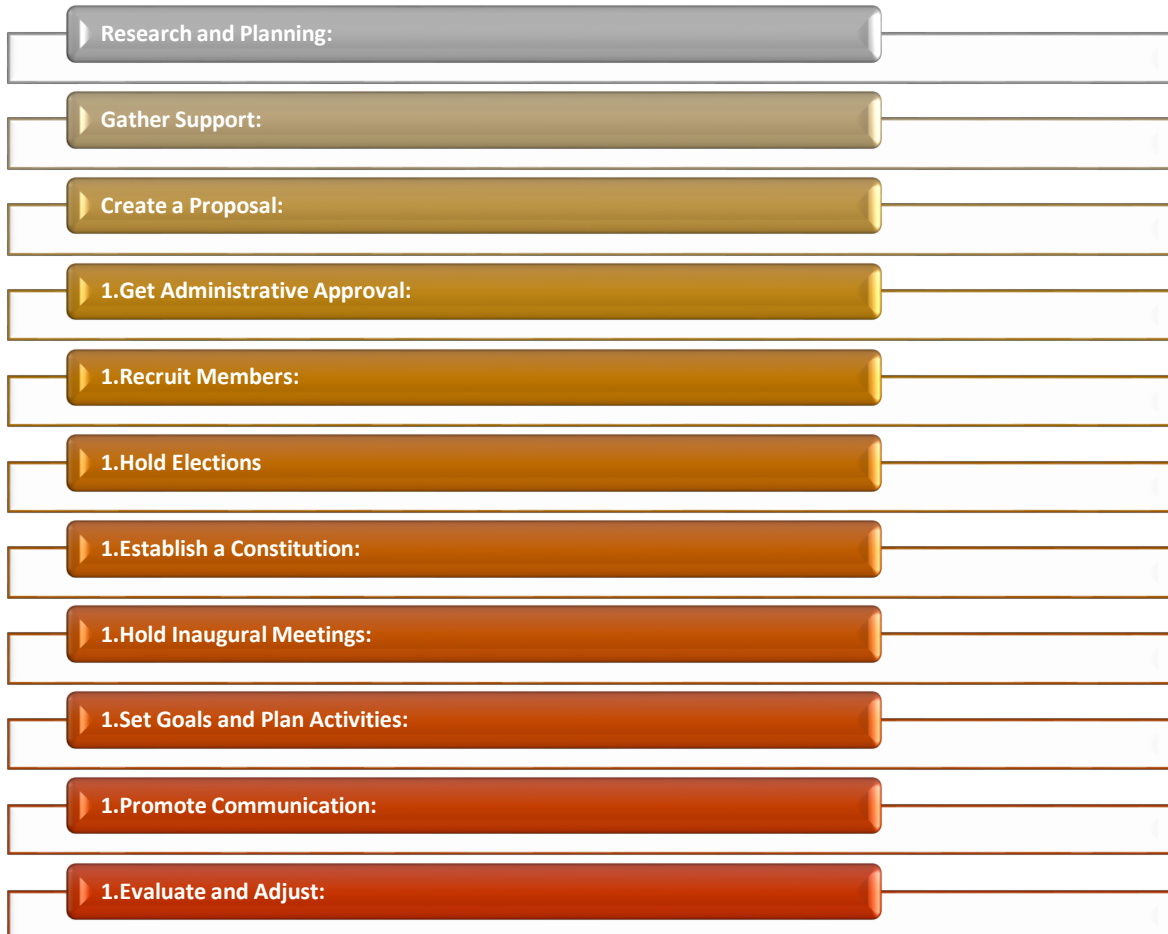 Research and Planning:
Gather Support:
Create a Proposal:
1.Get Administrative Approval:
1.Recruit Members:
1.Hold Elections
1.Establish a Constitution:
1.Hold Inaugural Meetings:
1.Set Goals and Plan Activities:
1.Promote Communication:
1.Evaluate and Adjust: